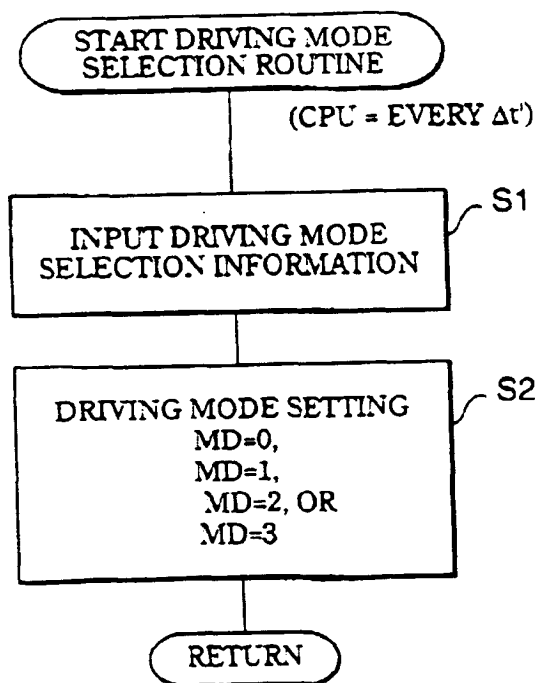 START DRIVING MODE
SELECTION ROUTINE
(CPU = EVERY Δt')
S1
INPUT DRIVING MODE
SELECTION INFORMATION
S2
DRIVING MODE SETTING
MD=0,
MD=1,
MD=2, OR
MD=3
RETURN